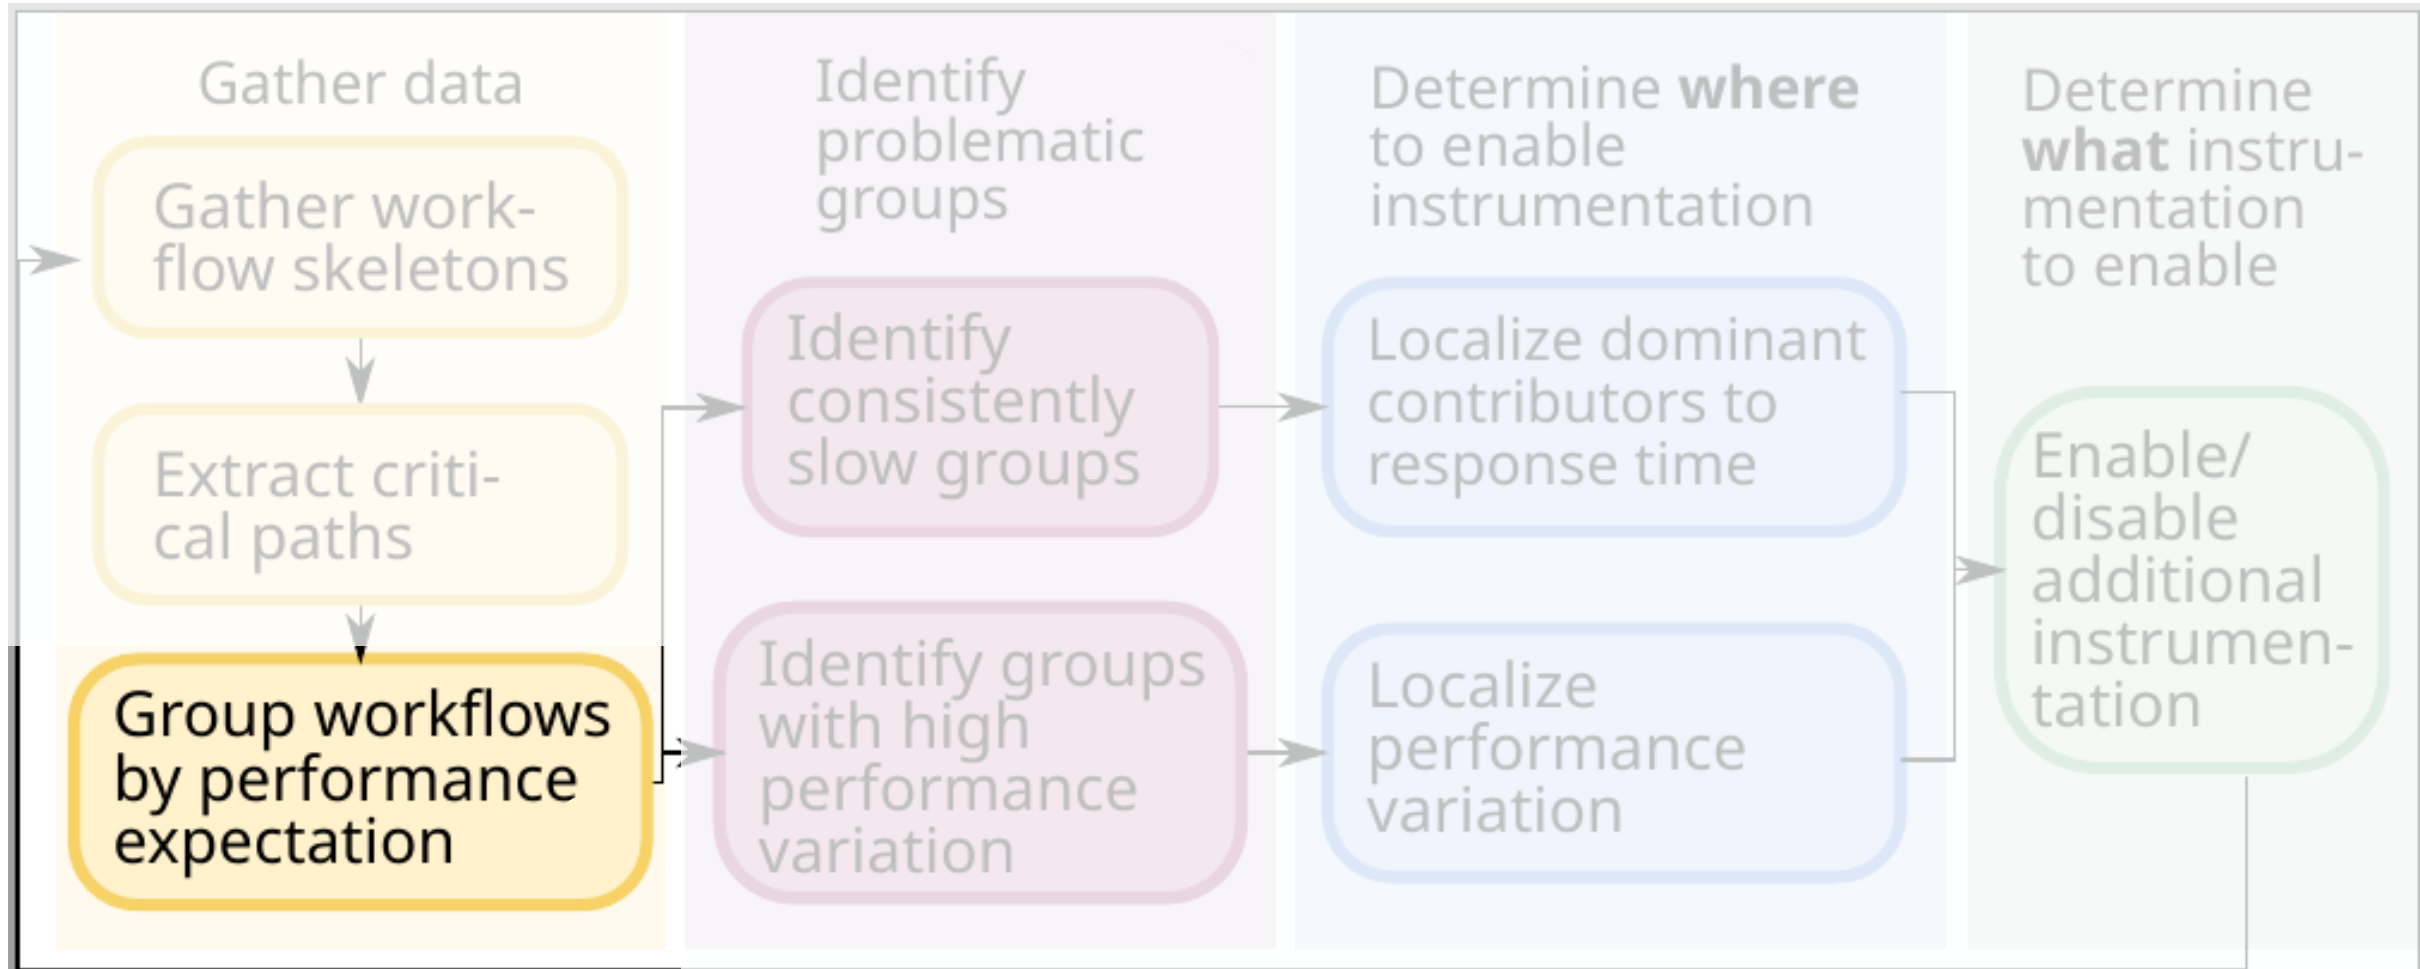 Gather data
Gather work-
flow skeletons
Extract criti-
cal paths
Group workflows
by performance
expectation
Identify
problematic
groups
Identify
consistently
slow groups
Identify groups
with high
performance
variation
Determine where
to enable
instrumentation
Localize dominant
contributors to
response time
Localize
performance
variation
Determine
what instru-
mentation
to enable
Enable/
disable
additional
instrumen-
tation